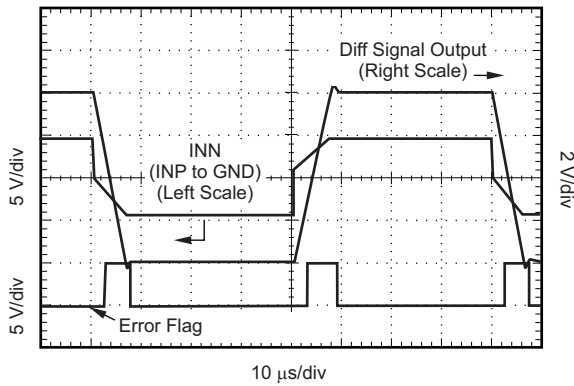 Diff Signal Output
(Right Scale)
INN
(INP to GND)
(Left Scale)
5 V/div
2 V/div
5 V/div
Error Flag
10 μs/div